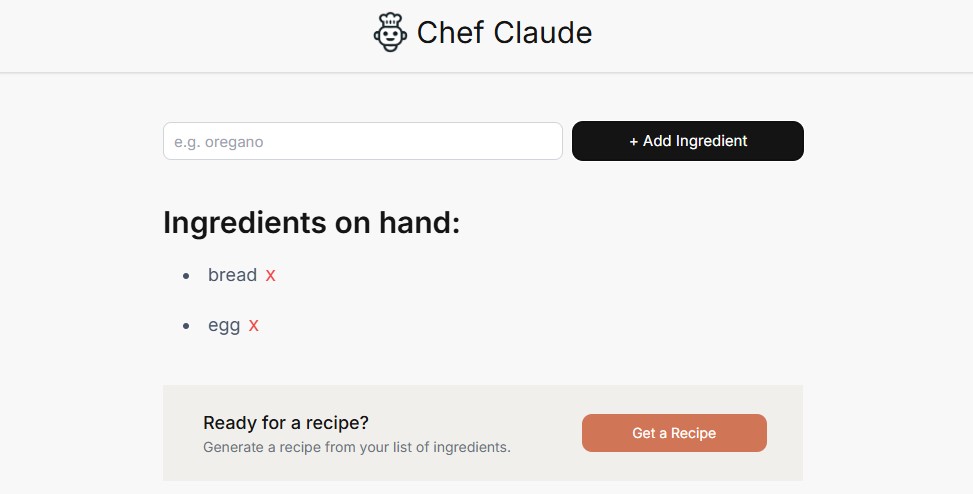 Chef Claude
e.g. oregano
+ Add Ingredient
Ingredients on hand:
bread X
egg X
Ready for a recipe?
Generate a recipe from your list of ingredients.
Get a Recipe